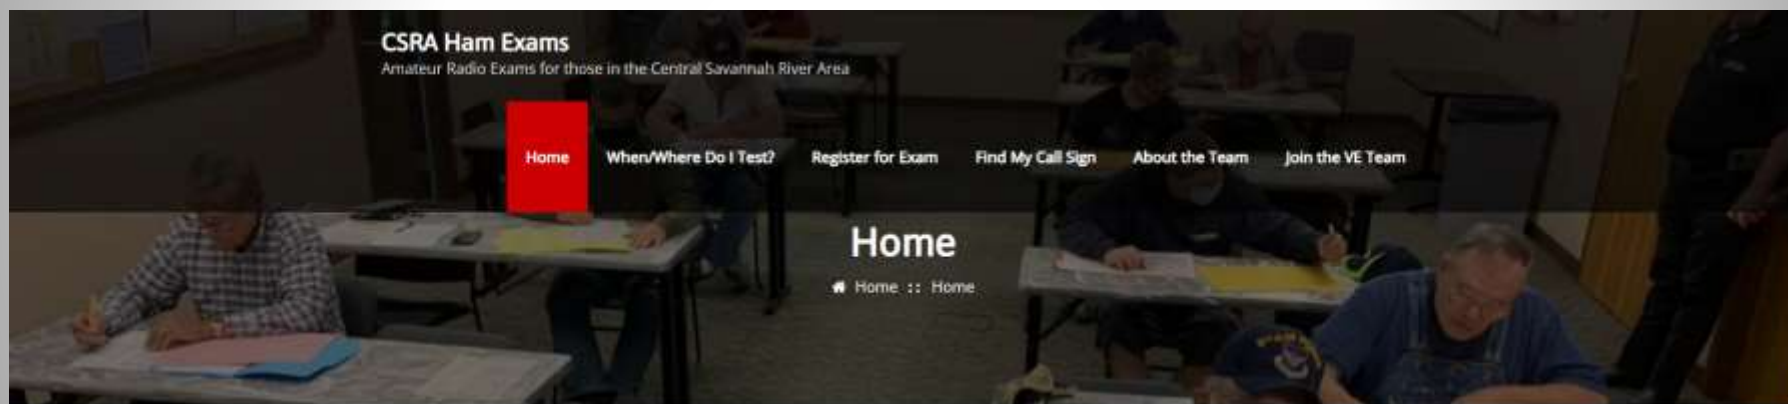 CSRA Ham Exams
Amateur Radio Exams for those in the Central Savannah River Area
Home When/Where Do I Test? Register for Exam Find My Call Sign About the Team Join the VE Team
Home
Home :: Home